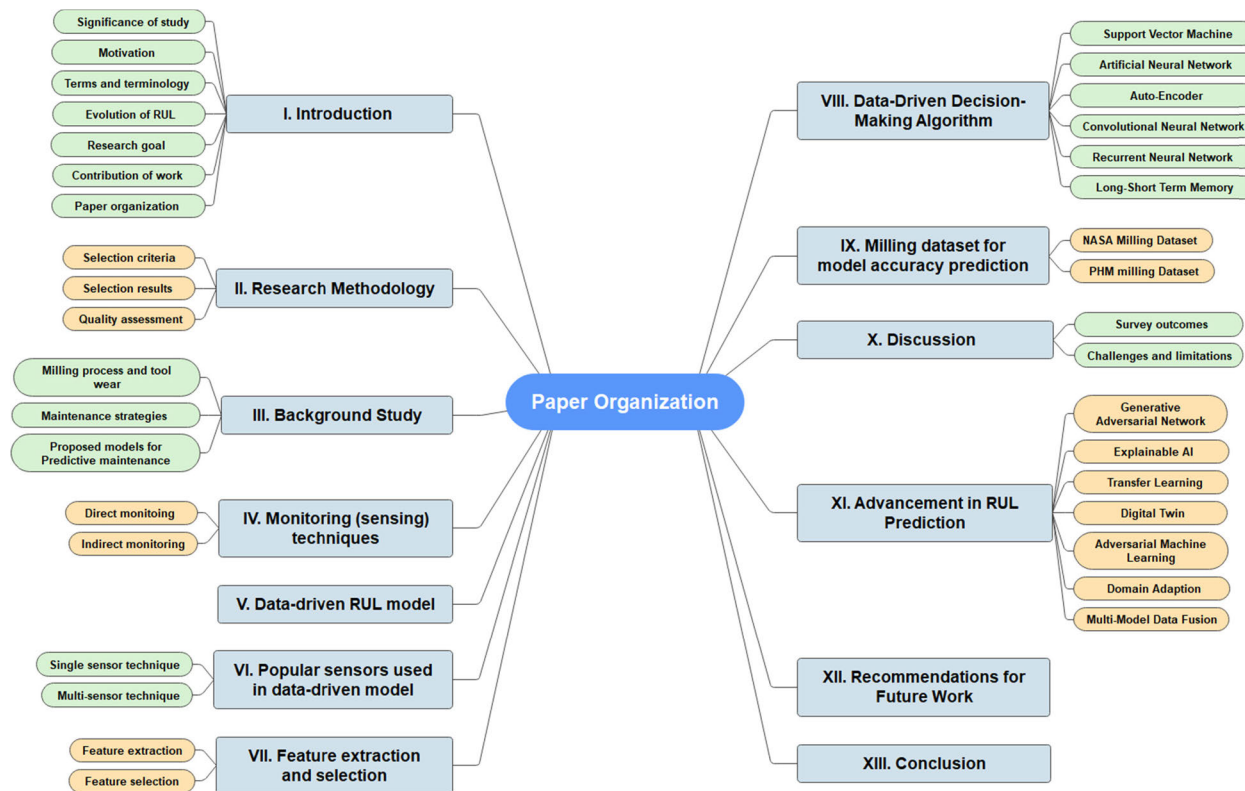 Significance of study
Motivation
Terms and terminology
Evolution of RUL
Research goal
Contribution of work
Paper organization
I. Introduction
Selection criteria
Selection results
Quality assessment
II. Research Methodology
Milling process and tool
wear
Maintenance strategies
Proposed models for
Predictive maintenance
III. Background Study
Direct monitoing
Indirect monitoring
IV. Monitoring (sensing)
techniques
V. Data-driven RUL model
Single sensor technique
Multi-sensor technique
VI. Popular sensors used
in data-driven model
Feature extraction
Feature selection
VII. Feature extraction
and selection
Paper Organization
VIII. Data-Driven Decision-
Making Algorithm
Support Vector Machine
Artificial Neural Network
Auto-Encoder
Convolutional Neural Network
Recurrent Neural Network
Long-Short Term Memory
IX. Milling dataset for
model accuracy prediction
NASA Milling Dataset
PHM milling Dataset
X. Discussion
Survey outcomes
Challenges and limitations
XI. Advancement in RUL
Prediction
Generative
Adversarial Network
Explainable AI
Transfer Learning
Digital Twin
Adversarial Machine
Learning
Domain Adaption
Multi-Model Data Fusion
XII. Recommendations for
Future Work
XIII. Conclusion